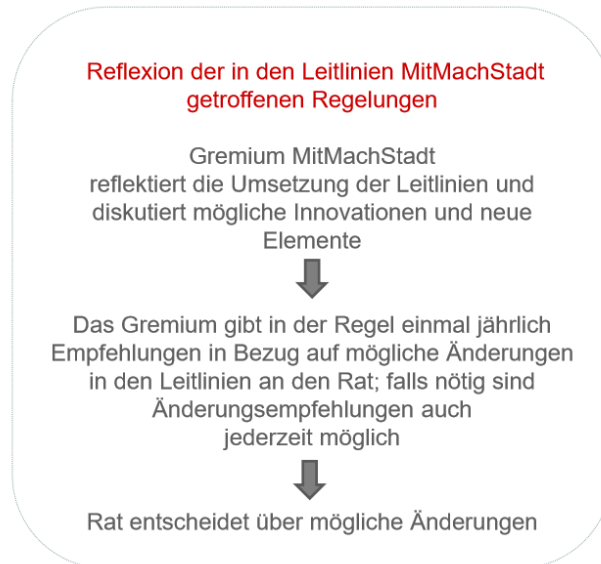 Reflexion der in den Leitlinien MitMachStadt
getroffenen Regelungen
Gremium MitMachStadt
reflektiert die Umsetzung der Leitlinien und
diskutiert mögliche Innovationen und neue
Elemente
Das Gremium gibt in der Regel einmal jährlich
Empfehlungen in Bezug auf mögliche Änderungen
in den Leitlinien an den Rat; falls nötig sind
Änderungsempfehlungen auch
jederzeit möglich
Rat entscheidet über mögliche Änderungen